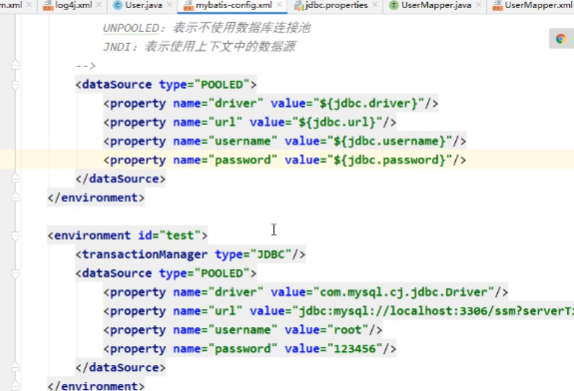 m.xml log4j.xml User.java mybatis-config.xml jdbc.properties UserMapper.java UserMapper.xml
UNPOOLED：表示不使用数据库连接池
JNDI：表示使用上下文中的数据源
-->
<dataSource type="POOLED">
<property name="driver" value="${jdbc.driver}"/>
<property name="url" value="${jdbc.url}"/>
<property name="username" value="${jdbc.username}"/>
<property name="password" value="${jdbc.password}"/>
</dataSource>
</environment>
<environment id="test">
<transactionManager type="JDBC"/>
<dataSource type="POOLED">
<property name="driver" value="com.mysql.cj.jdbc.Driver"/>
<property name="url" value="jdbc:mysql://localhost:3306/ssm?serverTi
<property name="username" value="root"/>
<property name="password" value="123456"/>
</dataSource>
</environment>